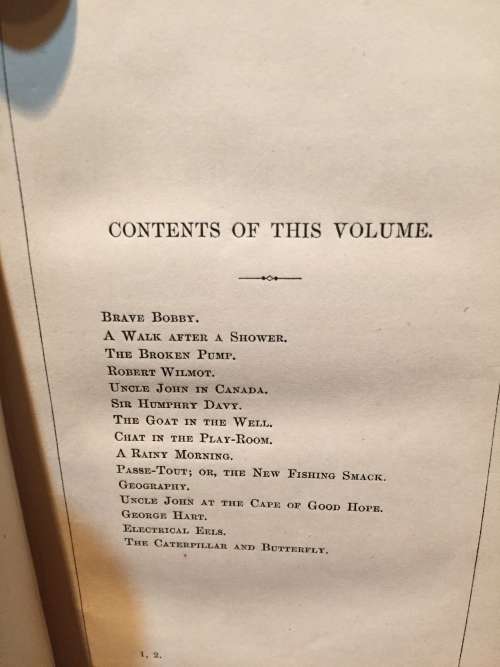 CONTENTS OF THIS VOLUME.
BRAVE BOBBY.
A WALK AFTER A SHOWER.
THE BROKEN PUMP.
ROBERT WILMOT.
UNCLE JOHN IN CANADA.
SIR HUMPHRY DAVY.
THE GOAT IN THE WELL.
CHAT IN THE PLAY-ROOM.
A RAINY MORNING.
PASSE-TOUT; OR, THE NEW FISHING SMACK.
GEOGRAPHY.
UNCLE JOHN AT THE CAPE OF GOOD HOPE.
GEORGE HART.
ELECTRICAL EELS.
THE CATERPILLAR AND BUTTERFLY.
1, 2.